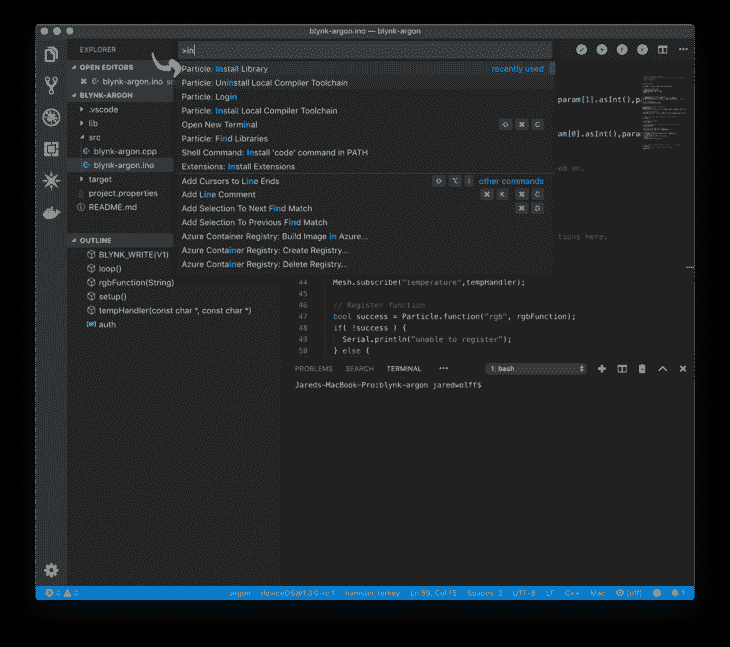 blynk-argon.ino — blynk-argon
EXPLORER
>in
OPEN EDITORS
blynk-argon.ino
BLYNK-ARGON
.vscode
lib
src
blynk-argon.cpp
blynk-argon.ino
target
project.properties
README.md
OUTLINE
BLYNK_WRITE(V1)
loop()
rgbFunction(String)
setup()
tempHandler(const char *, const char *)
auth
Particle: Install Library recently used
Particle: Uninstall Local Compiler Toolchain
Particle: Login
Particle: Install Local Compiler Toolchain
Open New Terminal ⇧ ⌘ C
Particle: Find Libraries
Shell Command: Install 'code' command in PATH
Extensions: Install Extensions
Add Cursors to Line Ends ⇧ ⌥ I other commands
Add Line Comment ⌘ K ⌘ C
Add Selection To Next Find Match ⌘ D
Add Selection To Previous Find Match
Azure Container Registry: Build Image in Azure...
Azure Container Registry: Create Registry...
Azure Container Registry: Delete Registry...
param[1].asInt(),
param[0].asInt(),
ed on.
tions here.
44 Mesh.subscribe("temperature",tempHandler);
45
46 // Register function
47 bool success = Particle.function("rgb", rgbFunction);
48 if( !success ) {
49 Serial.println("unable to register");
50 } else {
PROBLEMS SEARCH TERMINAL ••• 1: bash
Jareds-MacBook-Pro:blynk-argon jaredwolff$
0 0 argon deviceOS@1.3.0-rc.1 hamster_turkey Ln 59, Col 15 Spaces: 2 UTF-8 LF C++ Mac [off] 1